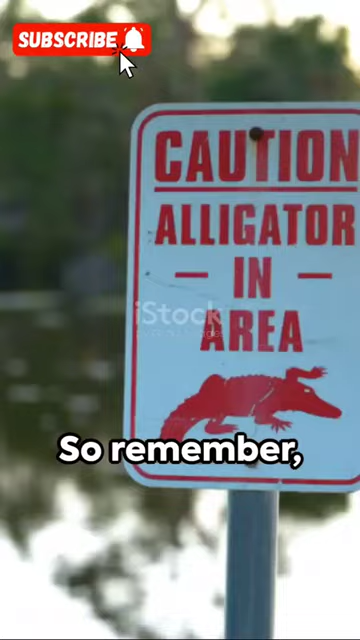 SUBSCRIBE
CAUTION
ALLIGATOR
– IN –
iStock
AREA
So remember,